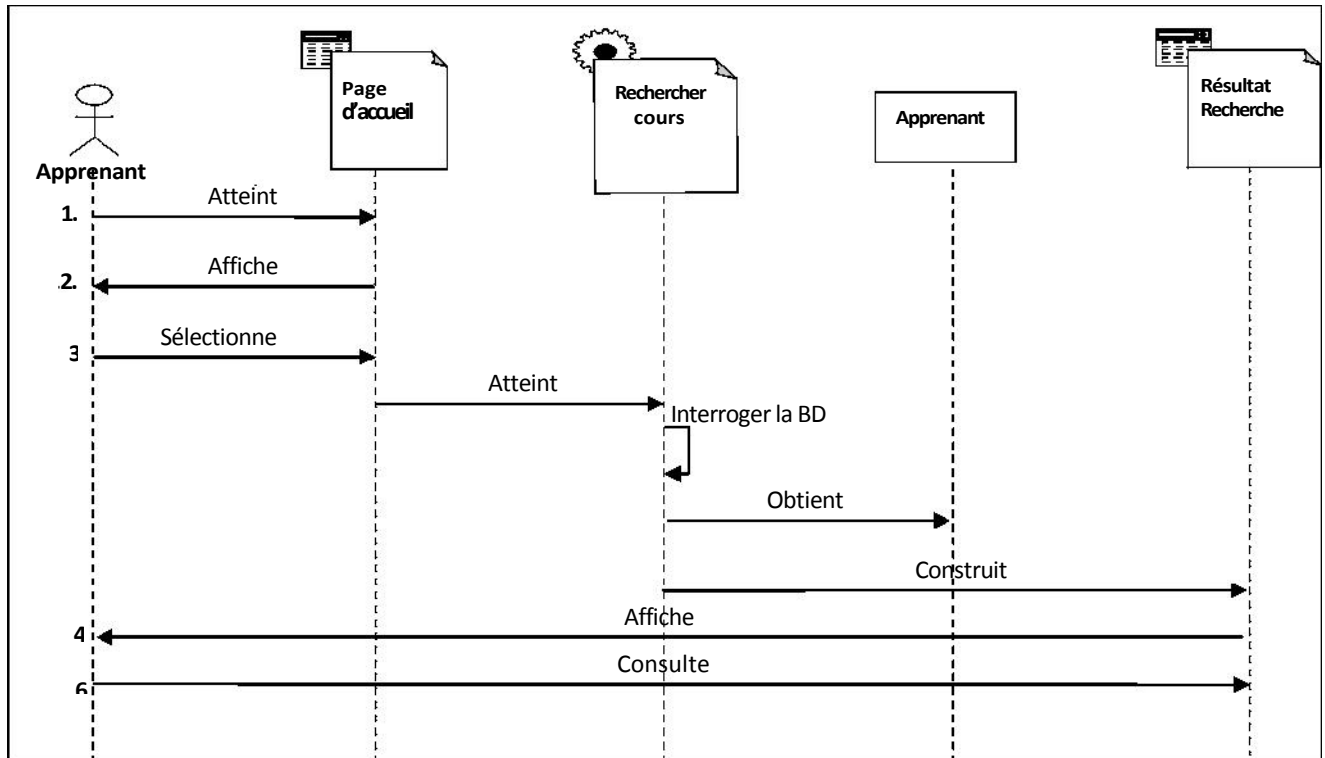 Page
d'accueil
Rechercher
cours
Apprenant
Résultat
Recherche
Apprenant
Atteint
1.
Affiche
.2.
Sélectionne
3
Atteint
Interroger la BD
Obtient
Construit
Affiche
4
Consulte
6